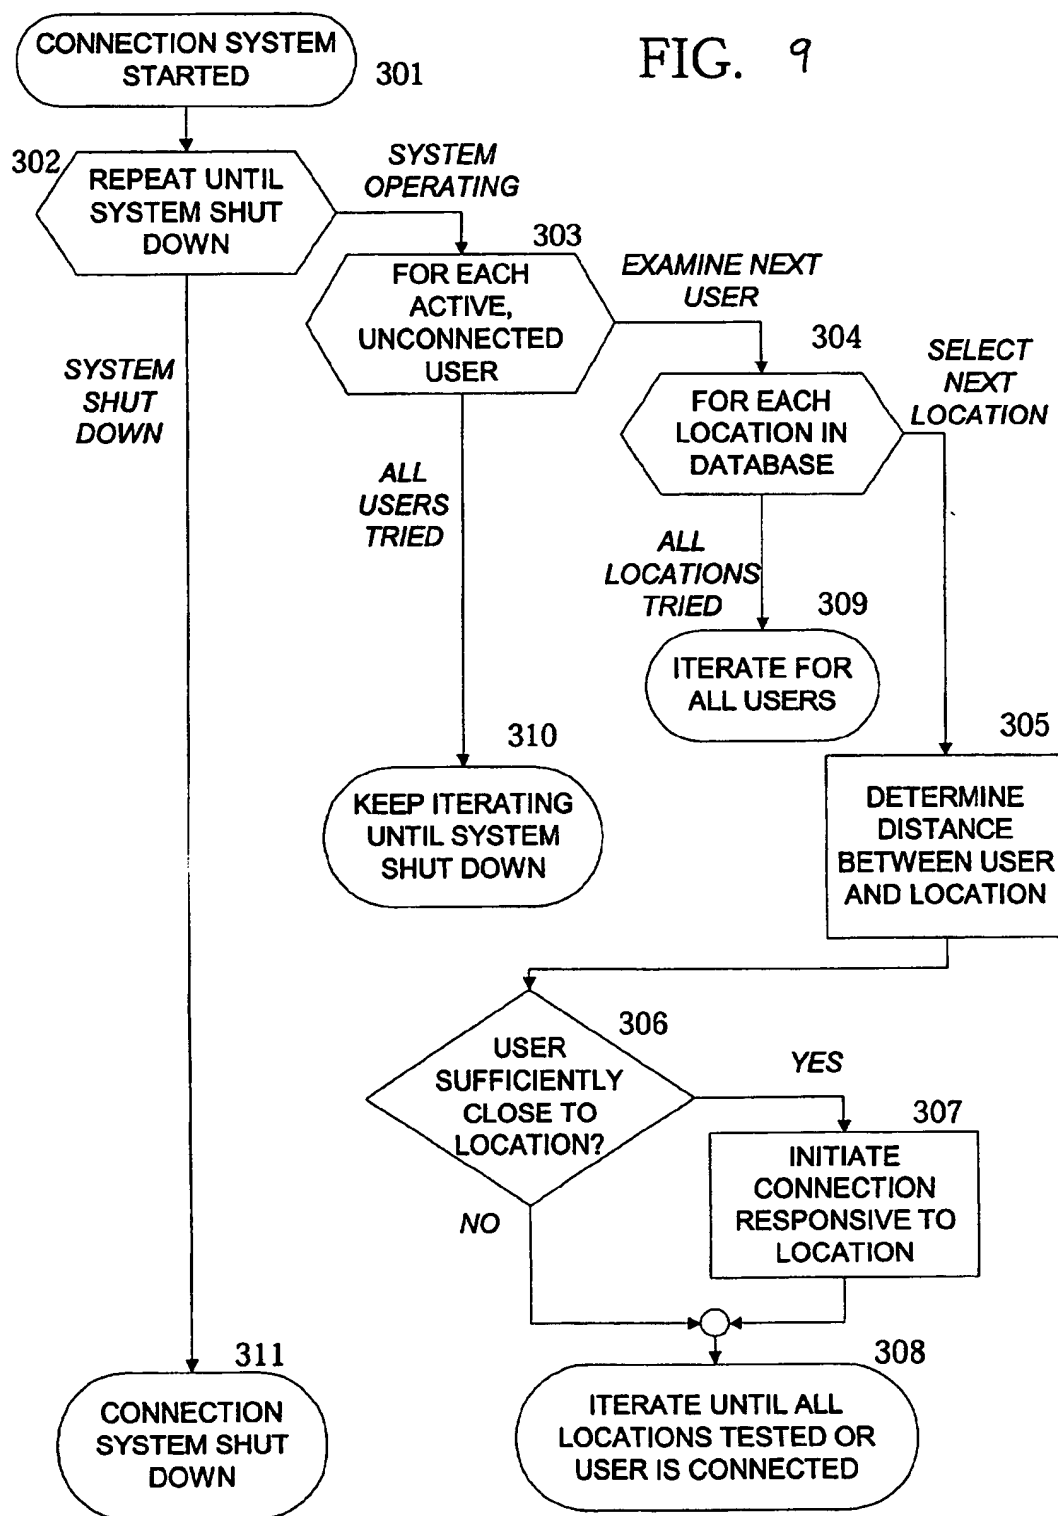 FIG. 9
CONNECTION SYSTEM
STARTED
301
302
REPEAT UNTIL
SYSTEM SHUT
DOWN
SYSTEM
OPERATING
303
FOR EACH
ACTIVE,
UNCONNECTED
USER
EXAMINE NEXT
USER
304
FOR EACH
LOCATION IN
DATABASE
SELECT
NEXT
LOCATION
SYSTEM
SHUT
DOWN
ALL
USERS
TRIED
ALL
LOCATIONS
TRIED
309
ITERATE FOR
ALL USERS
310
KEEP ITERATING
UNTIL SYSTEM
SHUT DOWN
305
DETERMINE
DISTANCE
BETWEEN USER
AND LOCATION
306
USER
SUFFICIENTLY
CLOSE TO
LOCATION?
YES
307
INITIATE
CONNECTION
RESPONSIVE TO
LOCATION
NO
308
ITERATE UNTIL ALL
LOCATIONS TESTED OR
USER IS CONNECTED
311
CONNECTION
SYSTEM SHUT
DOWN